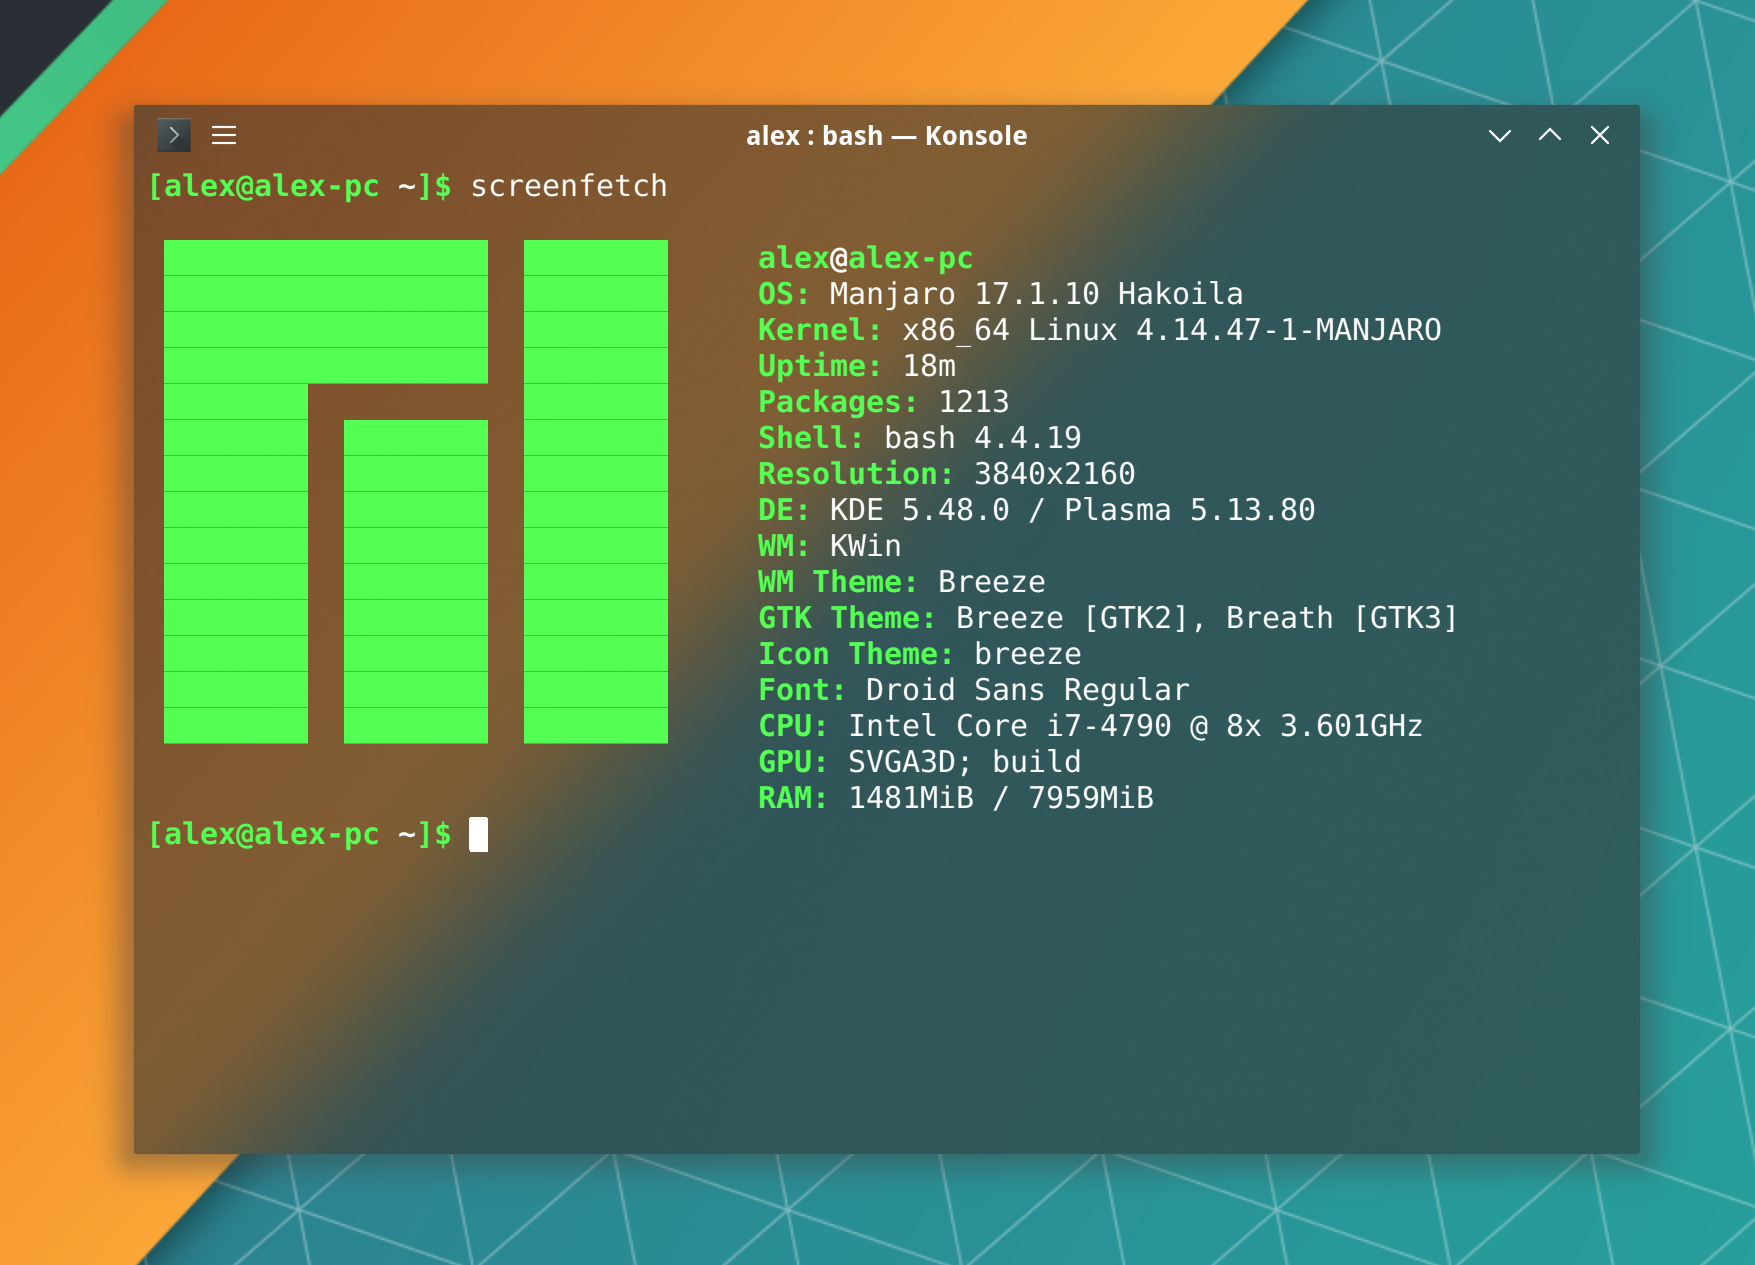 alex : bash — Konsole
[alex@alex-pc ~]$ screenfetch
alex@alex-pc
OS: Manjaro 17.1.10 Hakoila
Kernel: x86_64 Linux 4.14.47-1-MANJARO
Uptime: 18m
Packages: 1213
Shell: bash 4.4.19
Resolution: 3840x2160
DE: KDE 5.48.0 / Plasma 5.13.80
WM: KWin
WM Theme: Breeze
GTK Theme: Breeze [GTK2], Breath [GTK3]
Icon Theme: breeze
Font: Droid Sans Regular
CPU: Intel Core i7-4790 @ 8x 3.601GHz
GPU: SVGA3D; build
RAM: 1481MiB / 7959MiB
[alex@alex-pc ~]$